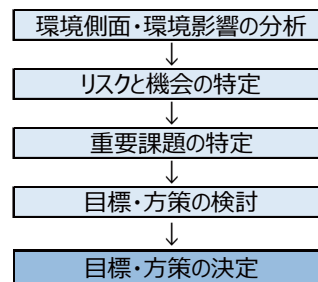 環境側面・環境影響の分析
↓
リスクと機会の特定
↓
重要課題の特定
↓
目標・方策の検討
↓
目標・方策の決定